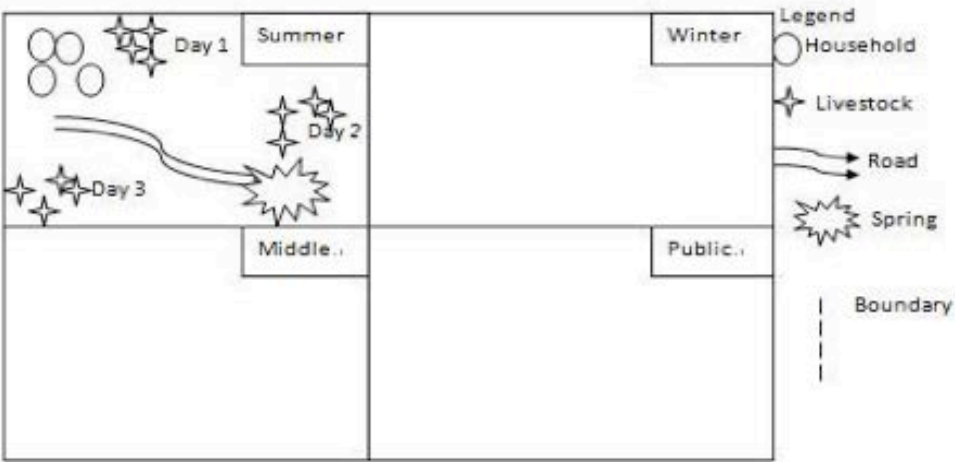 Legend
Summer
Winter
Household
Day 1
Livestock
Day 2
Road
Day 3
Spring
Middle..
Public..
Boundary